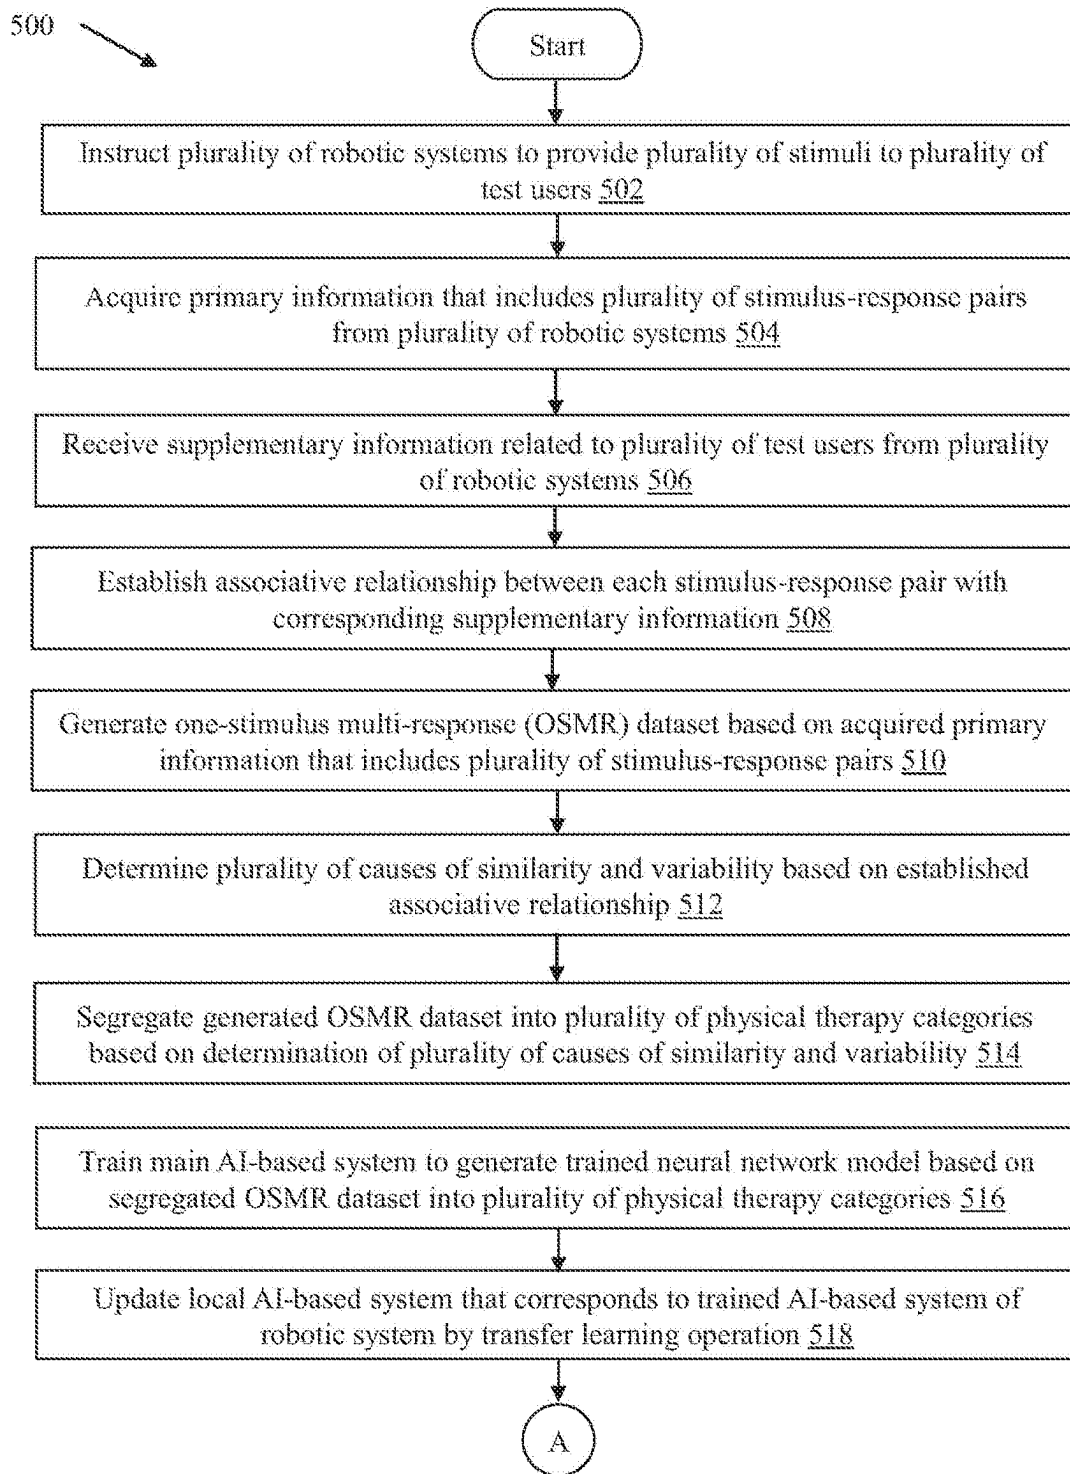 500
Start
Instruct plurality of robotic systems to provide plurality of stimuli to plurality of
test users 502
Acquire primary information that includes plurality of stimulus-response pairs
from plurality of robotic systems 504
Receive supplementary information related to plurality of test users from plurality
of robotic systems 506
Establish associative relationship between each stimulus-response pair with
corresponding supplementary information 508
Generate one-stimulus multi-response (OSMR) dataset based on acquired primary
information that includes plurality of stimulus-response pairs 510
Determine plurality of causes of similarity and variability based on established
associative relationship 512
Segregate generated OSMR dataset into plurality of physical therapy categories
based on determination of plurality of causes of similarity and variability 514
Train main AI-based system to generate trained neural network model based on
segregated OSMR dataset into plurality of physical therapy categories 516
Update local AI-based system that corresponds to trained AI-based system of
robotic system by transfer learning operation 518
A